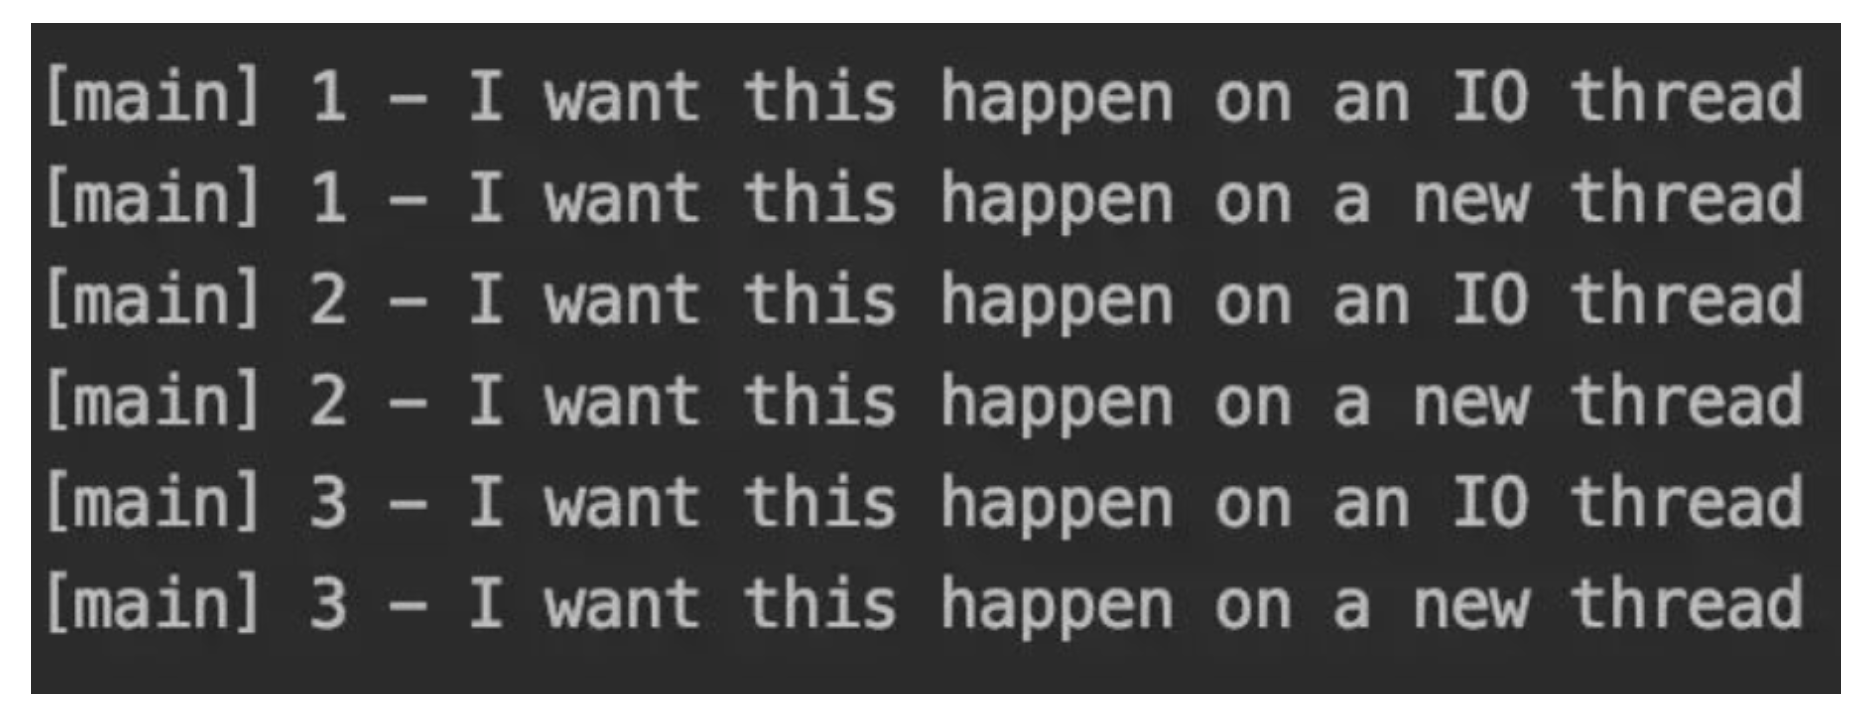 [main] 1 – I want this happen on an IO thread
[main] 1 – I want this happen on a new thread
[main] 2 – I want this happen on an IO thread
[main] 2 – I want this happen on a new thread
[main] 3 – I want this happen on an IO thread
[main] 3 – I want this happen on a new thread